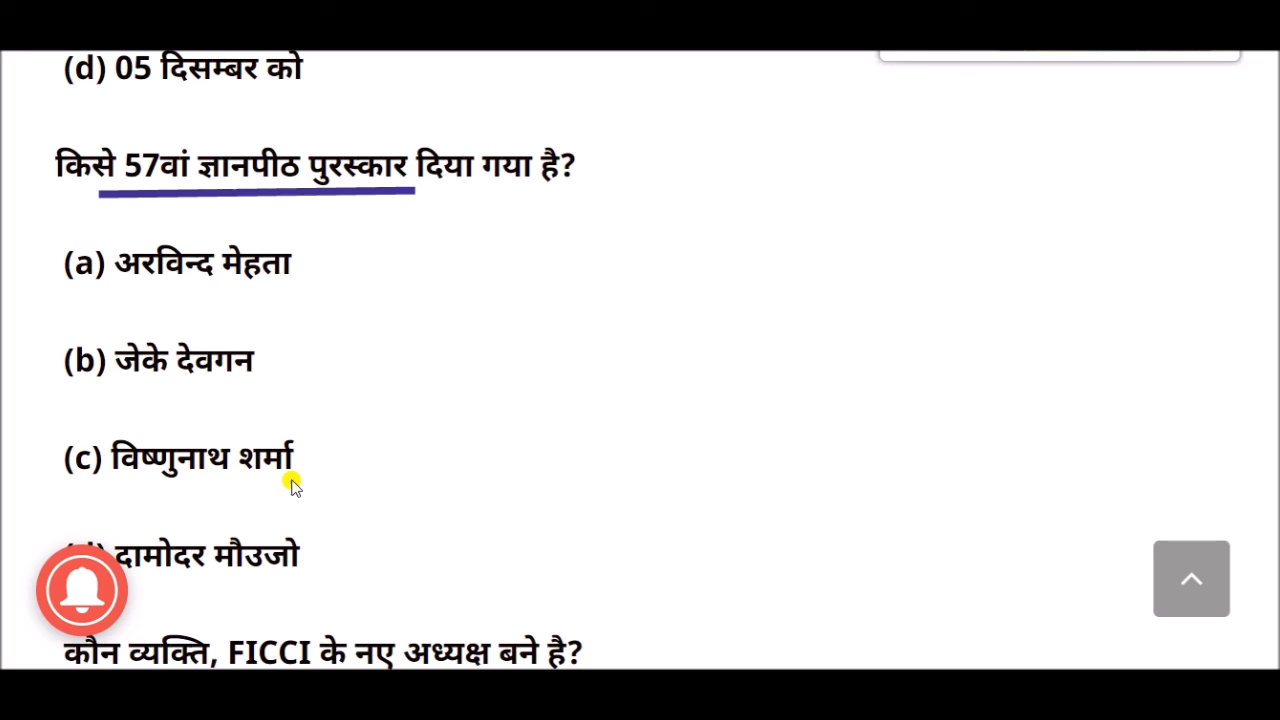 (d) 05 दिसम्बर को
किसे 57वां ज्ञानपीठ पुरस्कार दिया गया है?
(a) अरविन्द मेहता
(b) जेके देवगन
(c) विष्णुनाथ शर्मा
(d) दामोदर मौउजो
कौन व्यक्ति, FICCI के नए अध्यक्ष बने है?